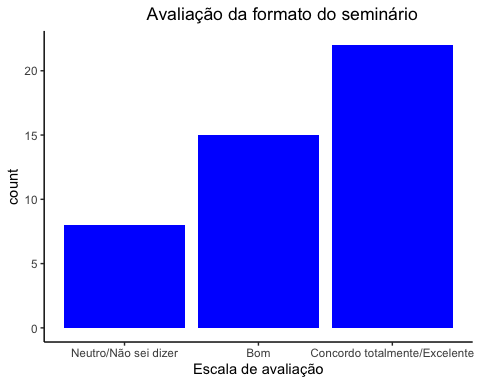 Avaliação da formato do seminário
count
20
15
10
5
0
Neutro/Não sei dizer
Bom
Concordo totalmente/Excelente
Escala de avaliação